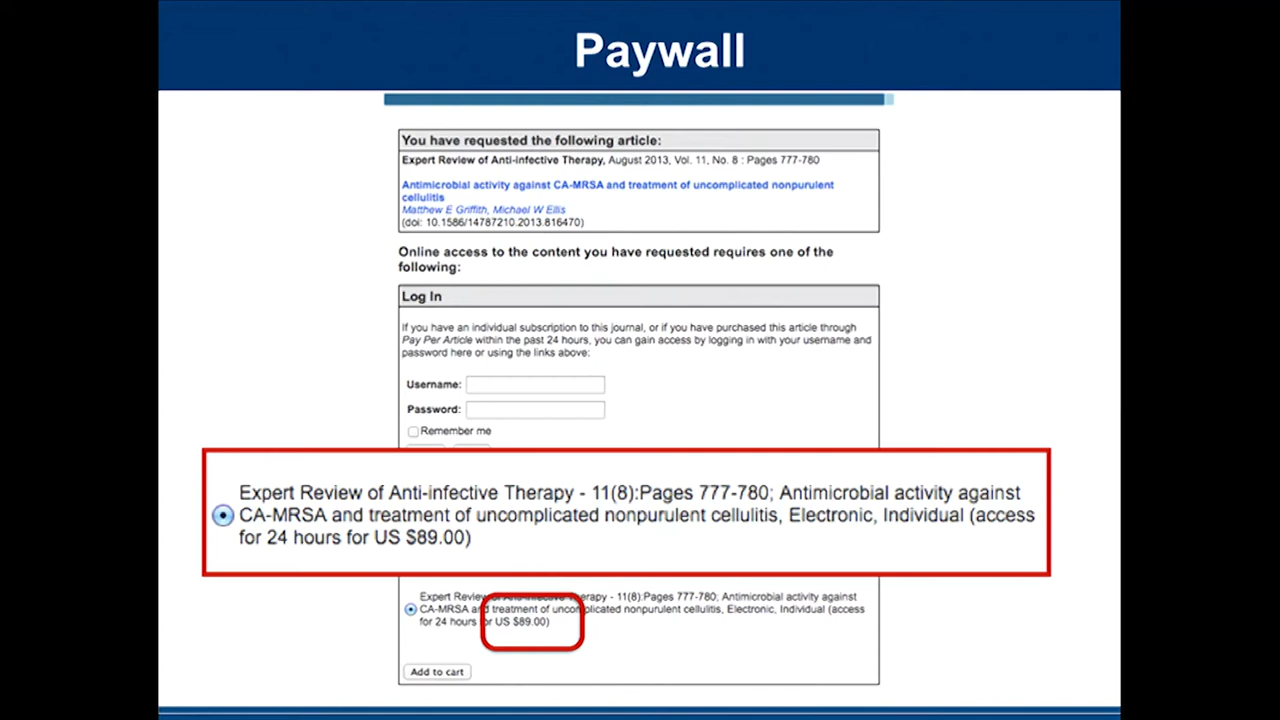 Paywall
You have requested the following article:
Expert Review of Anti-infective Therapy, August 2013, Vol. 11, No. 8 : Pages 777-780
Antimicrobial activity against CA-MRSA and treatment of uncomplicated nonpurulent
cellulitis
Matthew E Griffith, Michael W Ellis
(doi: 10.1586/14787210.2013.816470)
Online access to the content you have requested requires one of the
following:
Log In
If you have an individual subscription to this journal, or if you have purchased this article through
Pay Per Article within the past 24 hours, you can gain access by logging in with your username and
password here or using the links above:
Username:
Password:
Remember me
Expert Review of Anti-infective Therapy - 11(8):Pages 777-780; Antimicrobial activity against
CA-MRSA and treatment of uncomplicated nonpurulent cellulitis, Electronic, Individual (access
for 24 hours for US $89.00)
Expert Review of Anti-infective Therapy - 11(8):Pages 777-780; Antimicrobial activity against
CA-MRSA and treatment of uncomplicated nonpurulent cellulitis, Electronic, Individual (access
for 24 hours for US $89.00)
Add to cart